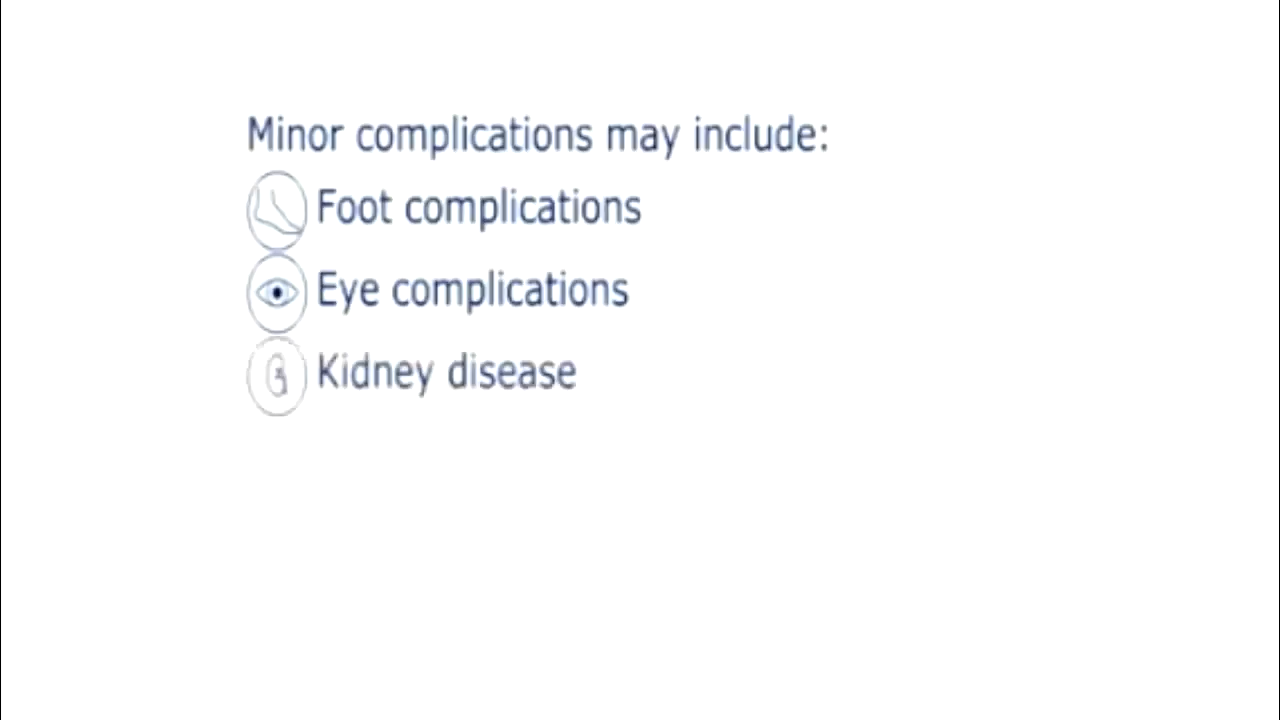 Minor complications may include:
Foot complications
Eye complications
Kidney disease